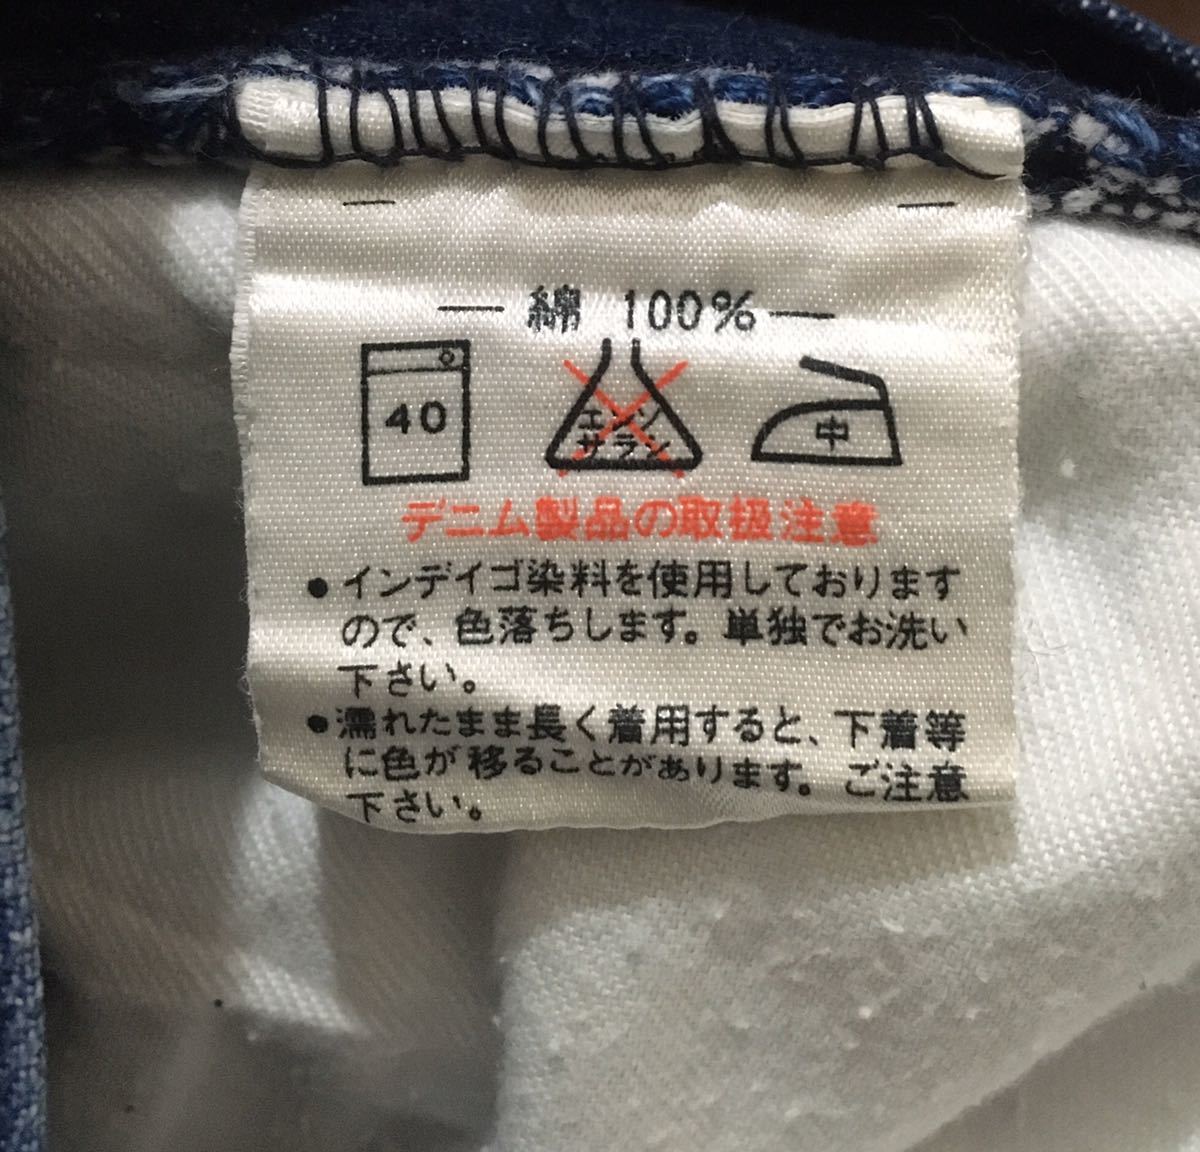 綿 100%
40
エンソ
サラシ
中
デニム製品の取扱注意
●インデイゴ染料を使用しております
ので、色落ちします。単独でお洗い
下さい。
●濡れたまま長く着用すると、下着等
に色が移ることがあります。ご注意
下さい。